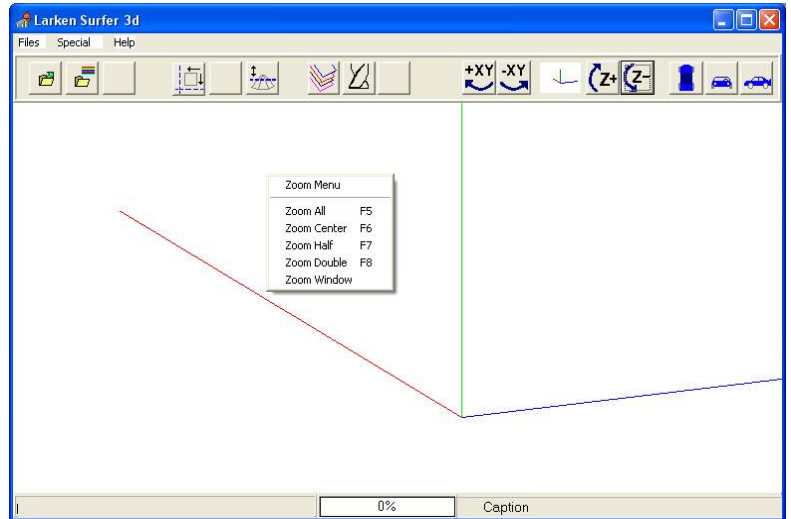 Larken Surfer 3d
Files Special Help
+XY -XY Z+ Z-
Zoom Menu
Zoom All F5
Zoom Center F6
Zoom Half F7
Zoom Double F8
Zoom Window
0% Caption